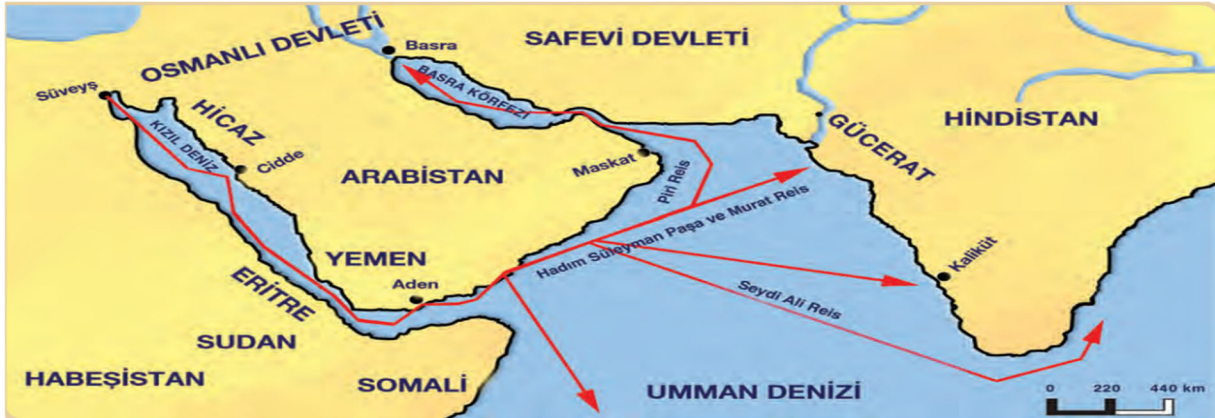 OSMANLI DEVLETİ
Basra
SAFEVİ DEVLETİ
Süveyş
BASRA KÖRFEZİ
HİCAZ
KIZIL DENİZ
Cidde
GÜCERAT
HİNDİSTAN
Maskat
ARABİSTAN
Piri Reis
Hadım Süleyman Paşa ve Murat Reis
YEMEN
Aden
Kaliküt
ERİTRE
Seydi Ali Reis
SUDAN
HABEŞİSTAN
SOMALİ
UMMAN DENİZİ
0 220 440 km